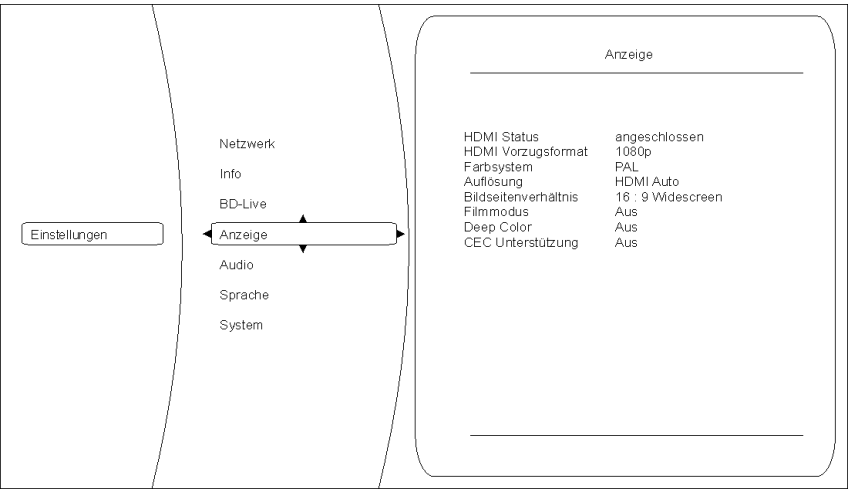 Einstellungen
Netzwerk
Info
BD-Live
Anzeige
Audio
Sprache
System
Anzeige
HDMI Status angeschlossen
HDMI Vorzugsformat 1080p
Farbsystem PAL
Auflösung HDMI Auto
Bildseitenverhältnis 16 : 9 Widescreen
Filmmodus Aus
Deep Color Aus
CEC Unterstützung Aus